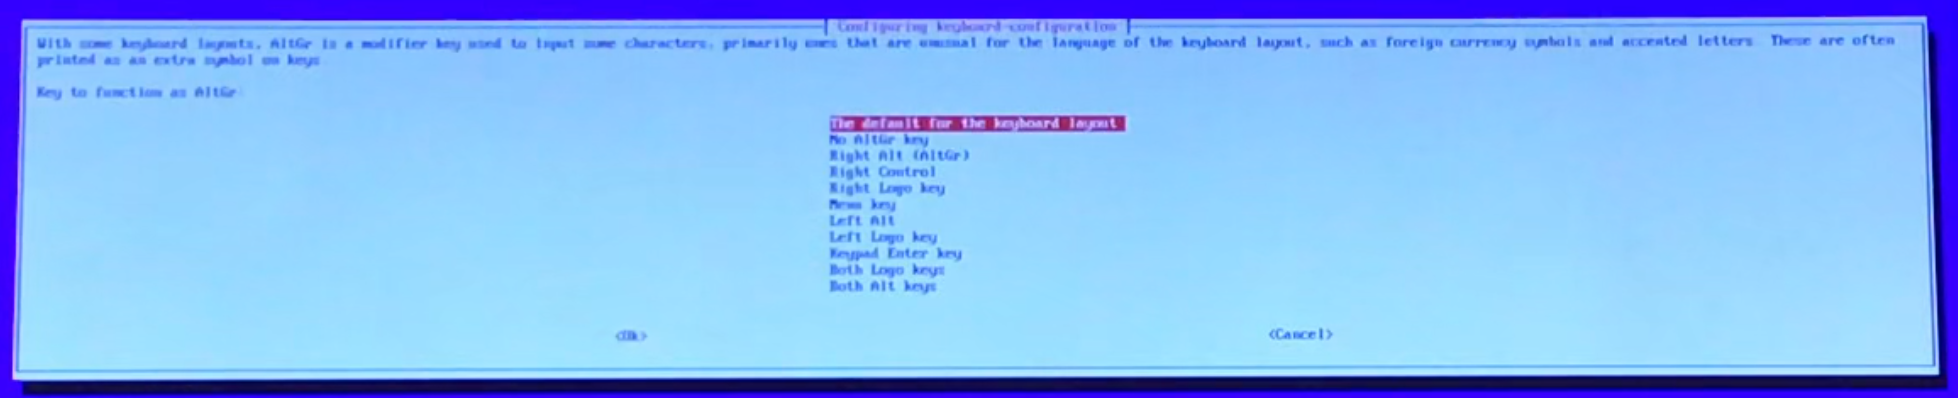 Configuring keyboard-configuration
With some keyboard layouts, AltGr is a modifier key used to input some characters, primarily ones that are unusual for the language of the keyboard layout, such as foreign currency symbols and accented letters. These are often
printed as an extra symbol on keys.
Key to function as AltGr:
The default for the keyboard layout
No AltGr key
Right Alt (AltGr)
Right Control
Right Logo key
Menu key
Left Alt
Left Logo key
Keypad Enter key
Both Logo keys
Both Alt keys
<Ok> <Cancel>